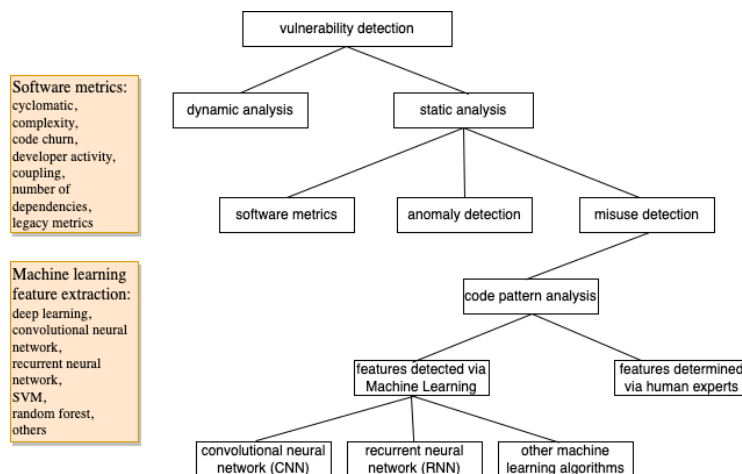 vulnerability detection
Software metrics:
cyclomatic,
complexity,
code churn,
developer activity,
coupling,
number of
dependencies,
legacy metrics
dynamic analysis
static analysis
software metrics
anomaly detection
misuse detection
Machine learning
feature extraction:
deep learning,
convolutional neural
network,
recurrent neural
network,
SVM,
random forest,
others
code pattern analysis
features detected via
Machine Learning
features determined
via human experts
convolutional neural
network (CNN)
recurrent neural
network (RNN)
other machine
learning algorithms